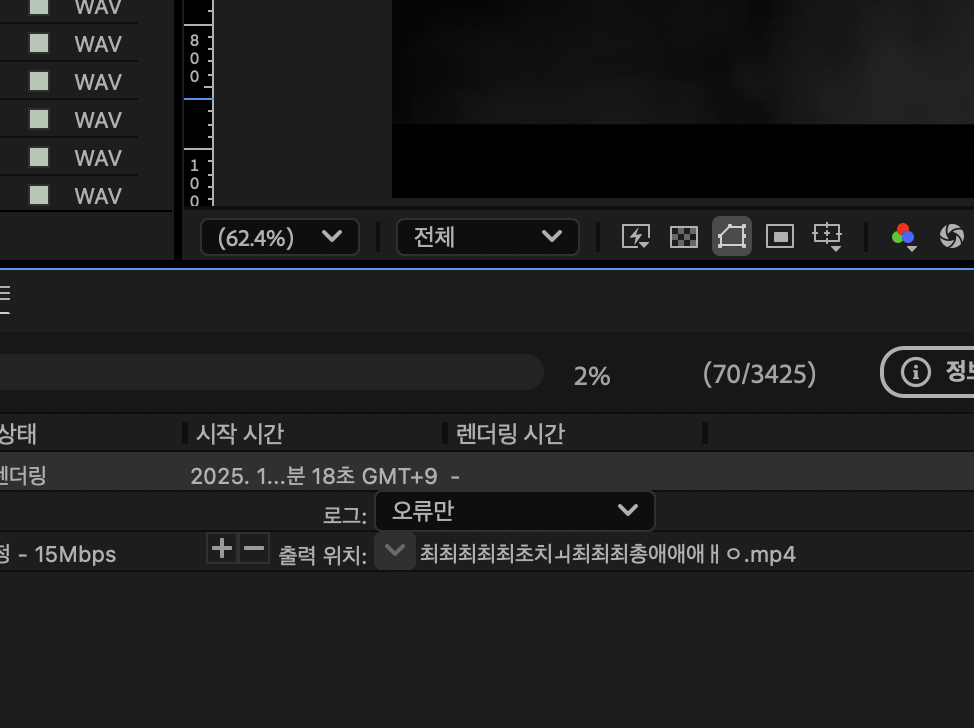 WAV
WAV
WAV
WAV
WAV
WAV
800
100
(62.4%) 전체
2% (70/3425) 정보
상태 시작 시간 렌더링 시간
렌더링 2025. 1...분 18초 GMT+9 -
로그: 오류만
정 - 15Mbps + − 출력 위치: 최최최최최초치ㅚ최최최총애애애ㅐㅇ.mp4